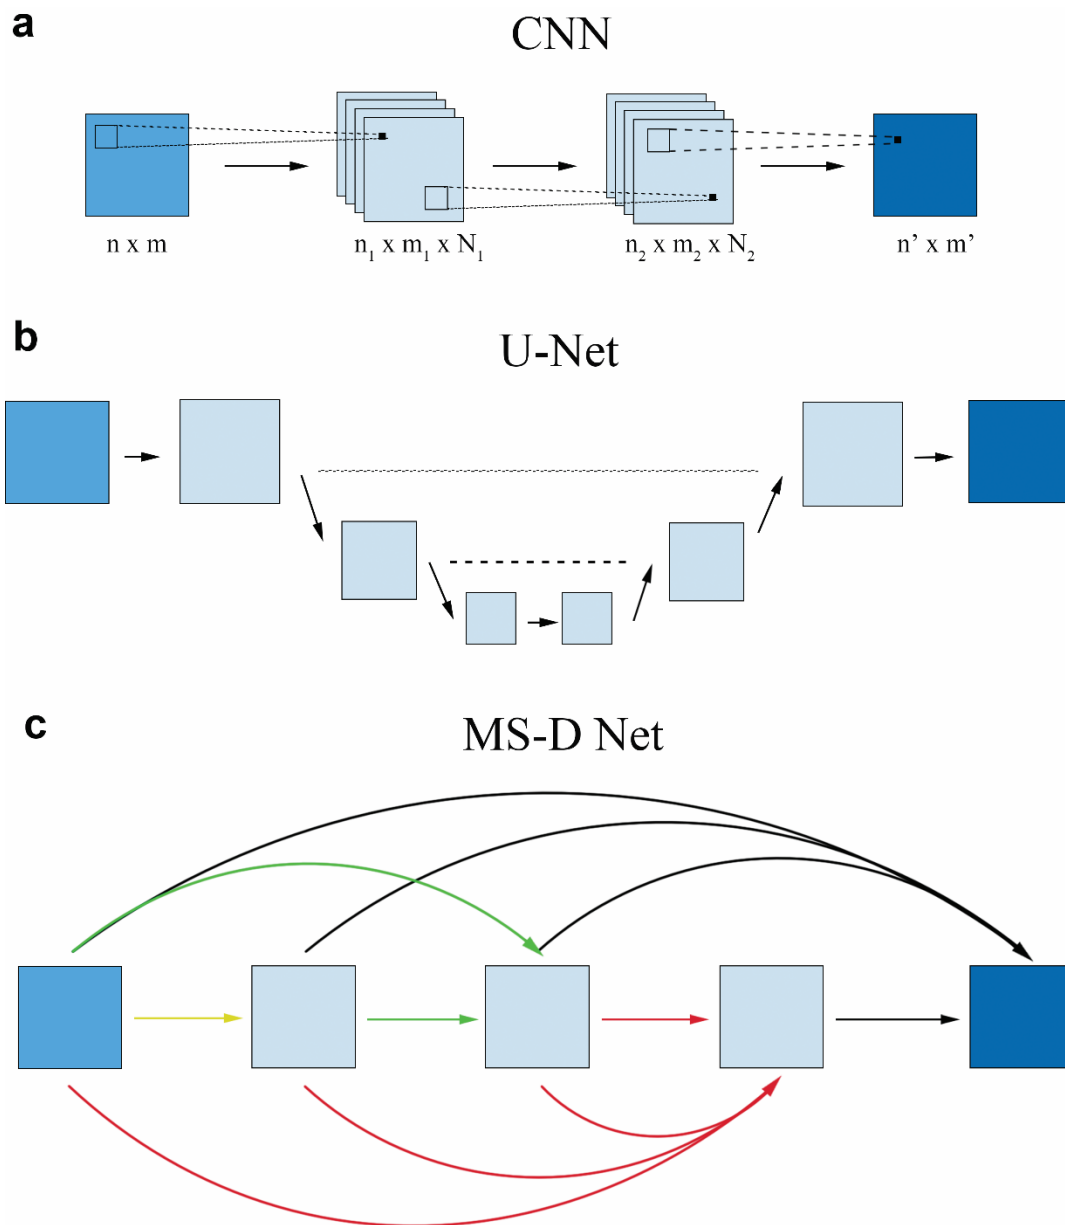 a
CNN
n x m
n₁ x m₁ x N₁
n₂ x m₂ x N₂
n’ x m’
b
U-Net
c
MS-D Net